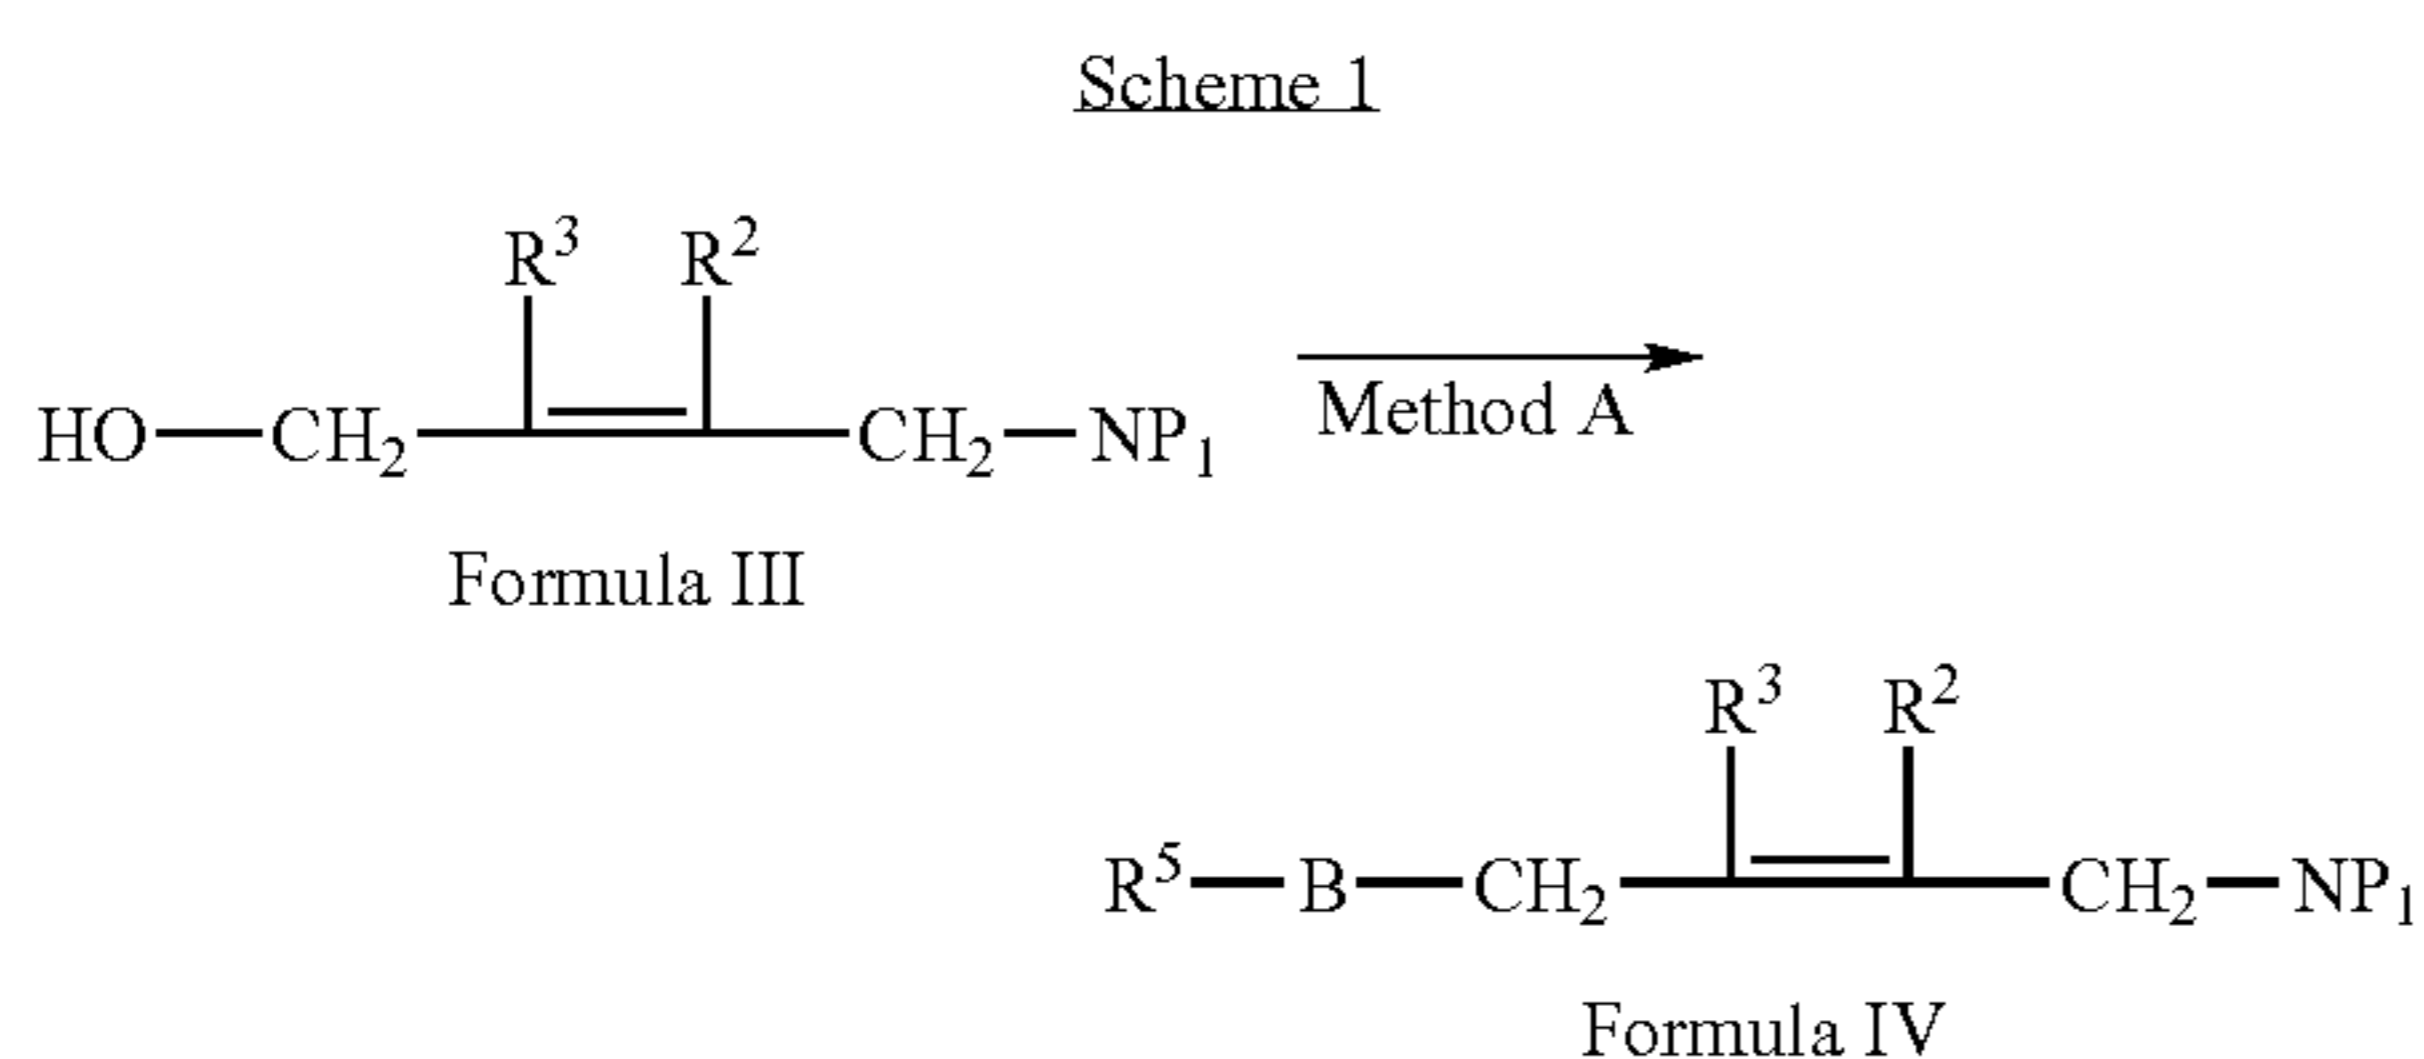 Scheme 1
R³ R²
HO—CH₂ CH₂—NP₁
Method A
Formula III
R³ R²
R⁵—B—CH₂ CH₂—NP₁
Formula IV